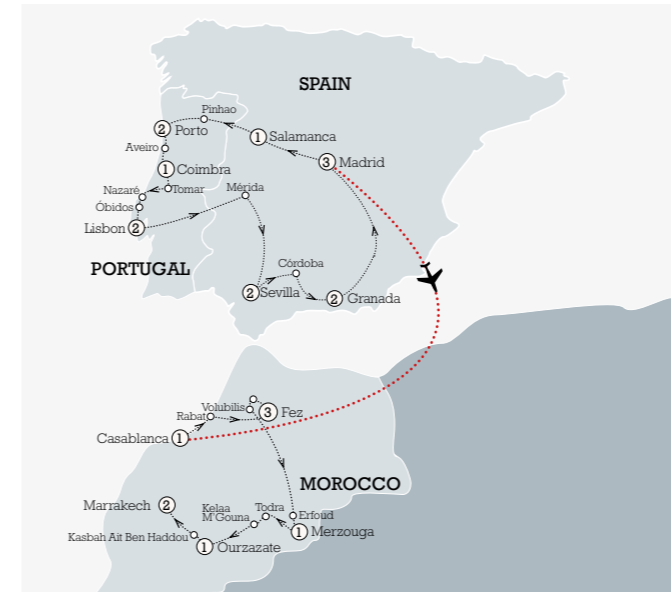 SPAIN
Pinhao
2 Porto
1 Salamanca
Aveiro
3 Madrid
1 Coimbra
Tomar
Nazaré
Mérida
Óbidos
Lisbon 2
PORTUGAL
Córdoba
2 Sevilla
2 Granada
Volubilis
Rabat
3 Fez
Casablanca 1
MOROCCO
Marrakech 2
Kelaa
M'Gouna
Todra
Erfoud
1 Merzouga
Kasbah Ait Ben Haddou
1 Ourzazate